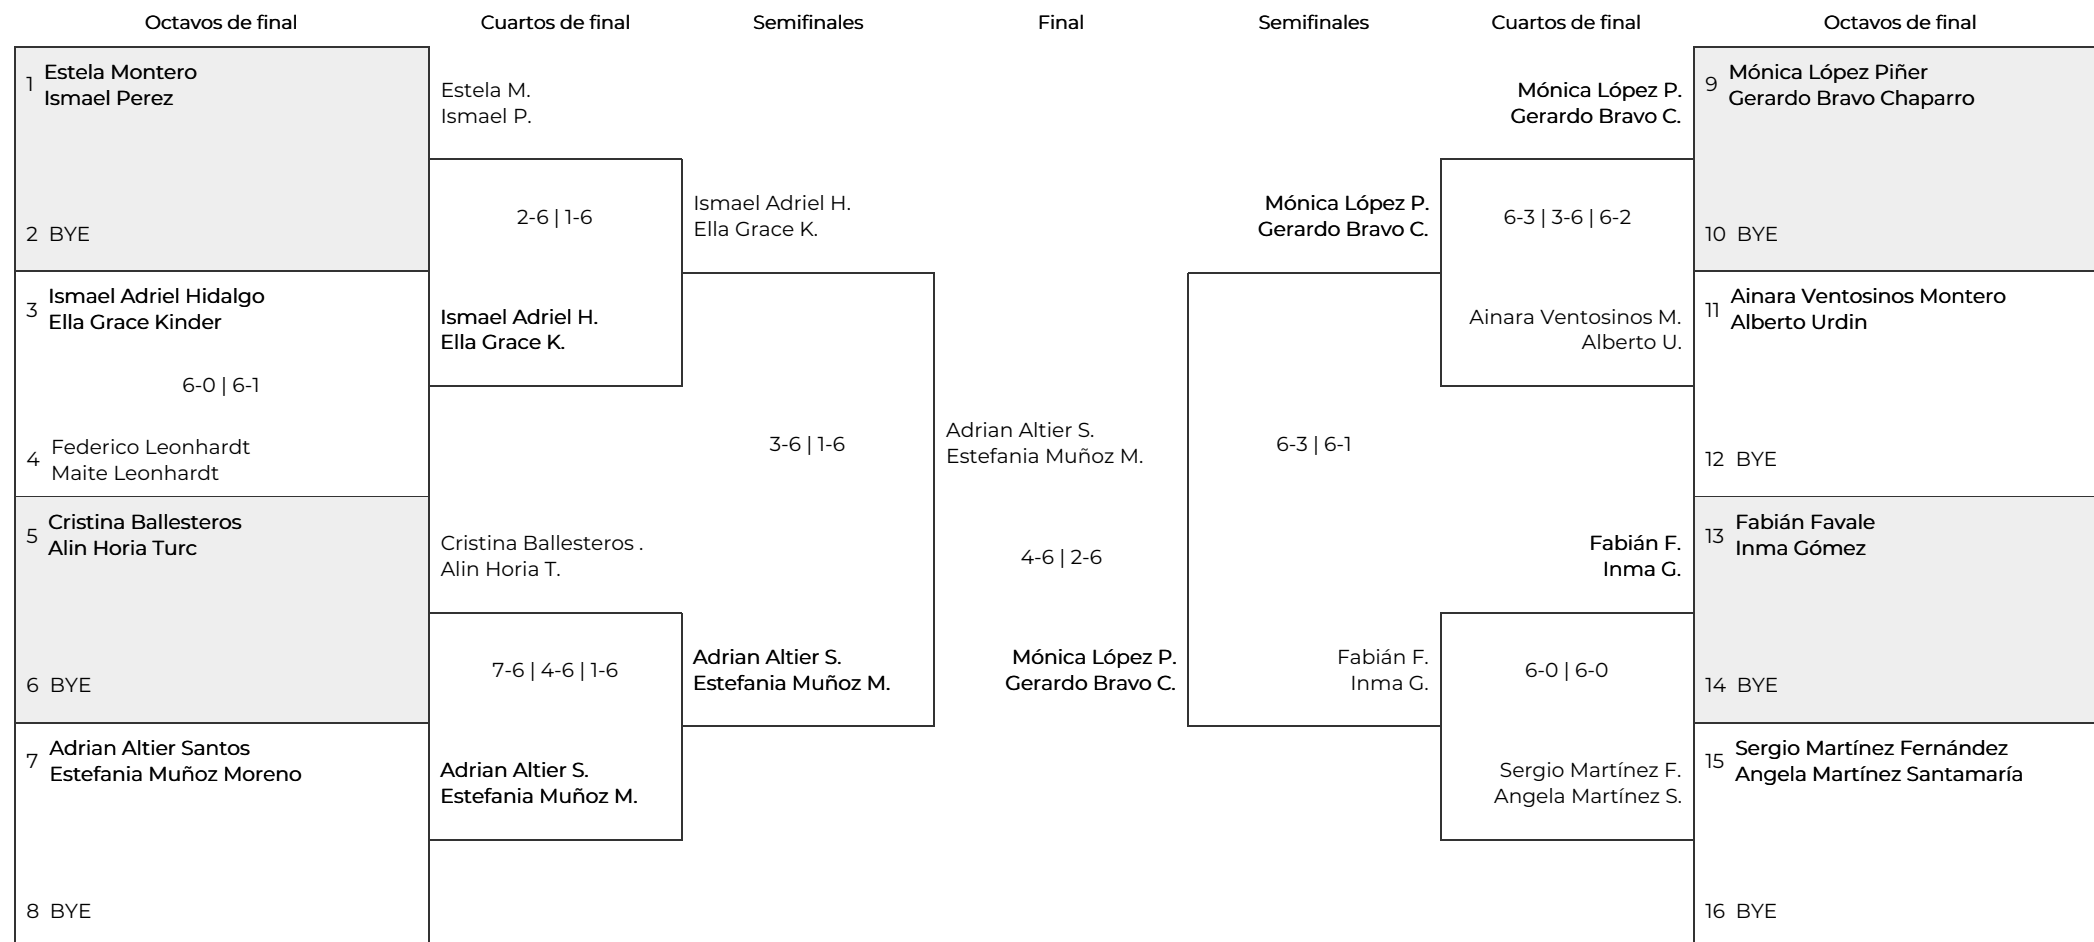 Octavos de final
Cuartos de final
Semifinales
Final
Semifinales
Cuartos de final
Octavos de final
1
Estela Montero
Ismael Perez
2 BYE
3
Ismael Adriel Hidalgo
Ella Grace Kinder
6-0 | 6-1
4
Federico Leonhardt
Maite Leonhardt
5
Cristina Ballesteros
Alin Horia Turc
6 BYE
7
Adrian Altier Santos
Estefania Muñoz Moreno
8 BYE
Estela M.
Ismael P.
2-6 | 1-6
Ismael Adriel H.
Ella Grace K.
Cristina Ballesteros .
Alin Horia T.
7-6 | 4-6 | 1-6
Adrian Altier S.
Estefania Muñoz M.
Ismael Adriel H.
Ella Grace K.
3-6 | 1-6
Adrian Altier S.
Estefania Muñoz M.
Adrian Altier S.
Estefania Muñoz M.
4-6 | 2-6
Mónica López P.
Gerardo Bravo C.
Mónica López P.
Gerardo Bravo C.
6-3 | 6-1
Fabián F.
Inma G.
Mónica López P.
Gerardo Bravo C.
6-3 | 3-6 | 6-2
Ainara Ventosinos M.
Alberto U.
Fabián F.
Inma G.
6-0 | 6-0
Sergio Martínez F.
Angela Martínez S.
9
Mónica López Piñer
Gerardo Bravo Chaparro
10 BYE
11
Ainara Ventosinos Montero
Alberto Urdin
12 BYE
13
Fabián Favale
Inma Gómez
14 BYE
15
Sergio Martínez Fernández
Angela Martínez Santamaría
16 BYE